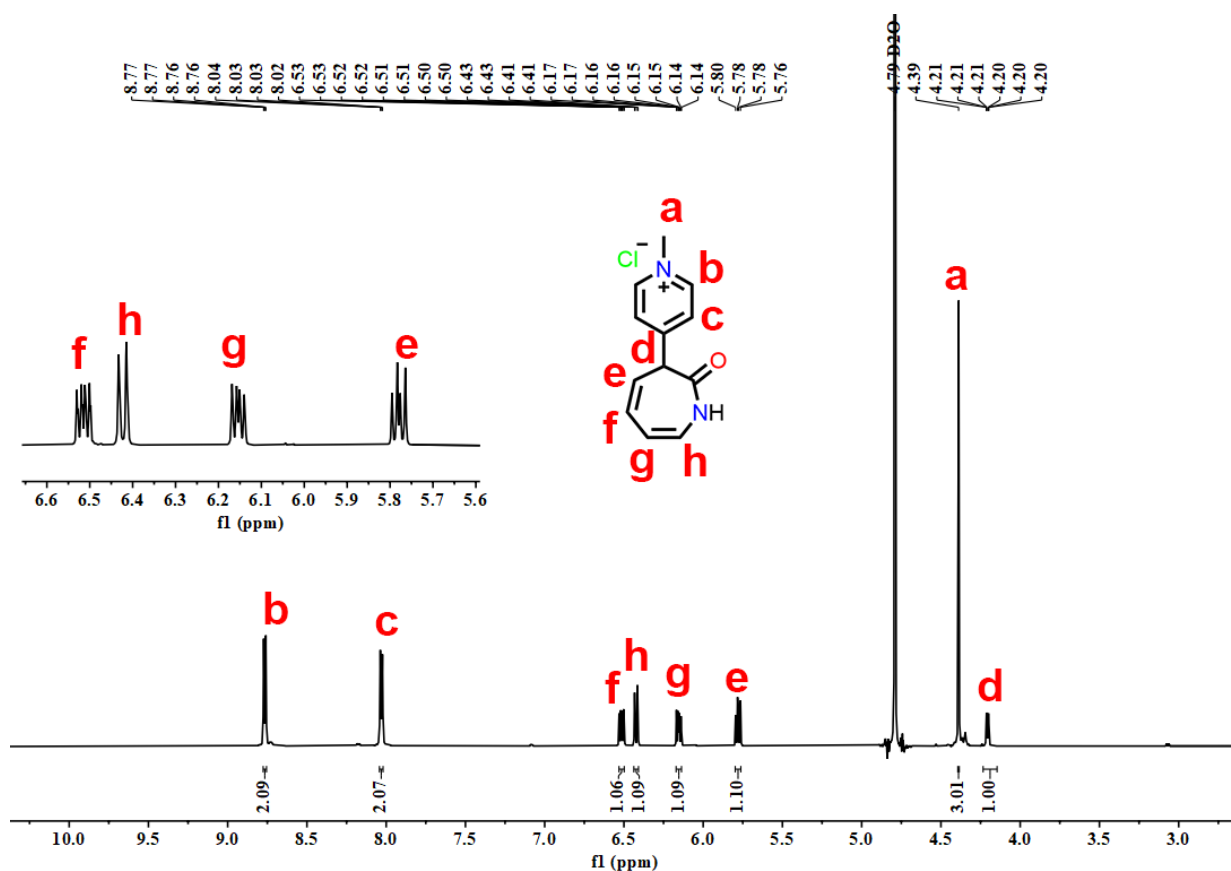 8.77 8.77 8.76 8.76 8.04 8.03 8.03 8.02 6.53 6.53 6.52 6.52 6.51 6.51 6.50 6.50 6.43 6.43 6.41 6.41 6.17 6.17 6.16 6.16 6.15 6.15 6.14 6.14 5.80 5.78 5.78 5.76 4.79 D2O 4.39 4.21 4.21 4.21 4.20 4.20 4.20
a
Cl −
N
+
b
c
d
O
e
NH
f
g
h
f h g e
6.6 6.5 6.4 6.3 6.2 6.1 6.0 5.9 5.8 5.7 5.6
f1 (ppm)
a
b c f h g e d
2.09 2.07 1.06 1.09 1.09 1.10 3.01 1.00
10.0 9.5 9.0 8.5 8.0 7.5 7.0 6.5 6.0 5.5 5.0 4.5 4.0 3.5 3.0
f1 (ppm)